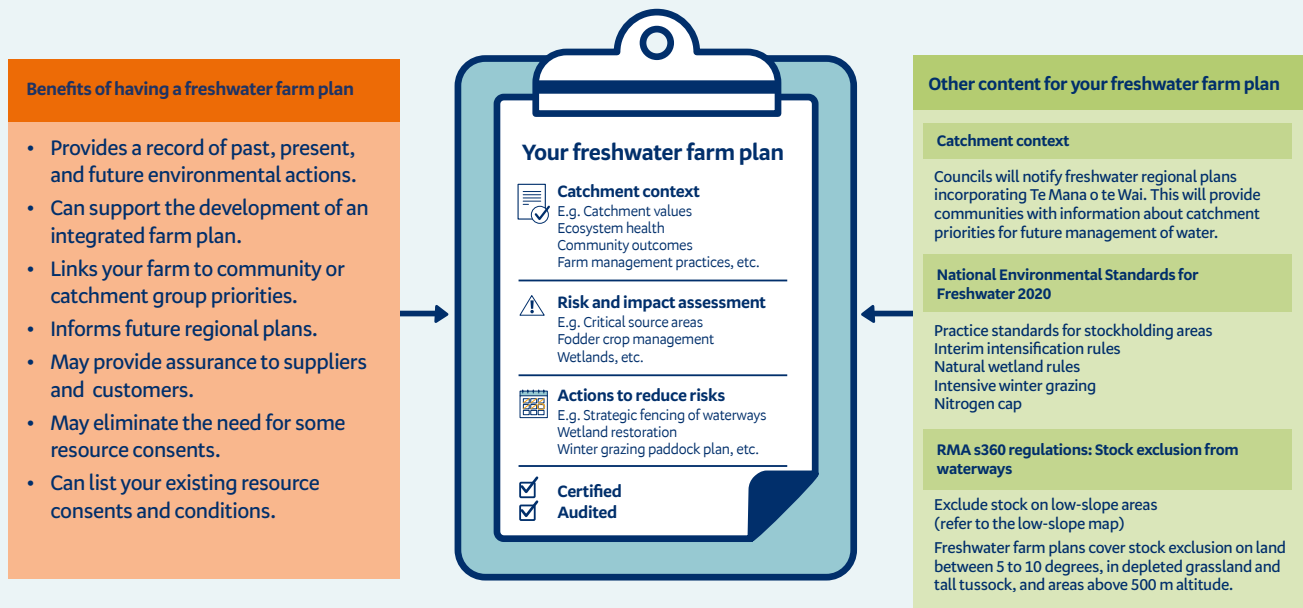 Benefits of having a freshwater farm plan
• Provides a record of past, present,
and future environmental actions.
• Can support the development of an
integrated farm plan.
• Links your farm to community or
catchment group priorities.
• Informs future regional plans.
• May provide assurance to suppliers
and customers.
• May eliminate the need for some
resource consents.
• Can list your existing resource
consents and conditions.
Your freshwater farm plan
Catchment context
E.g. Catchment values
Ecosystem health
Community outcomes
Farm management practices, etc.
Risk and impact assessment
E.g. Critical source areas
Fodder crop management
Wetlands, etc.
Actions to reduce risks
E.g. Strategic fencing of waterways
Wetland restoration
Winter grazing paddock plan, etc.
Certified
Audited
Other content for your freshwater farm plan
Catchment context
Councils will notify freshwater regional plans
incorporating Te Mana o te Wai. This will provide
communities with information about catchment
priorities for future management of water.
National Environmental Standards for
Freshwater 2020
Practice standards for stockholding areas
Interim intensification rules
Natural wetland rules
Intensive winter grazing
Nitrogen cap
RMA s360 regulations: Stock exclusion from
waterways
Exclude stock on low-slope areas
(refer to the low-slope map)
Freshwater farm plans cover stock exclusion on land
between 5 to 10 degrees, in depleted grassland and
tall tussock, and areas above 500 m altitude.